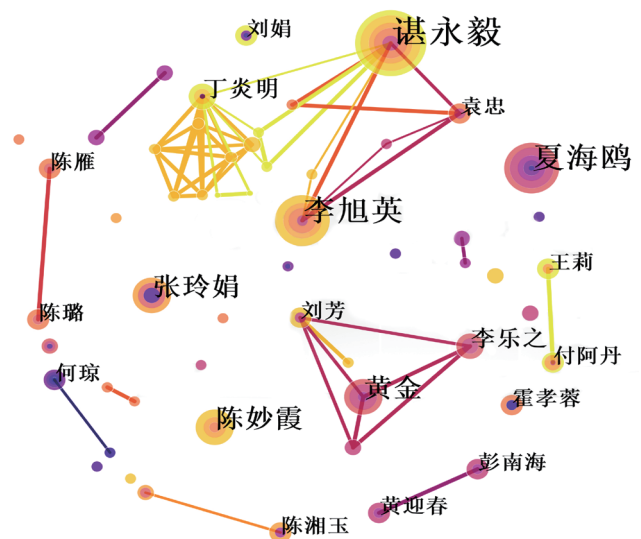 刘娟
谌永毅
丁炎明
袁忠
陈雁
夏海鸥
李旭英
王莉
张玲娟
陈璐
刘芳
李乐之
付阿丹
何琼
黄金
霍孝蓉
陈妙霞
彭南海
黄迎春
陈湘玉